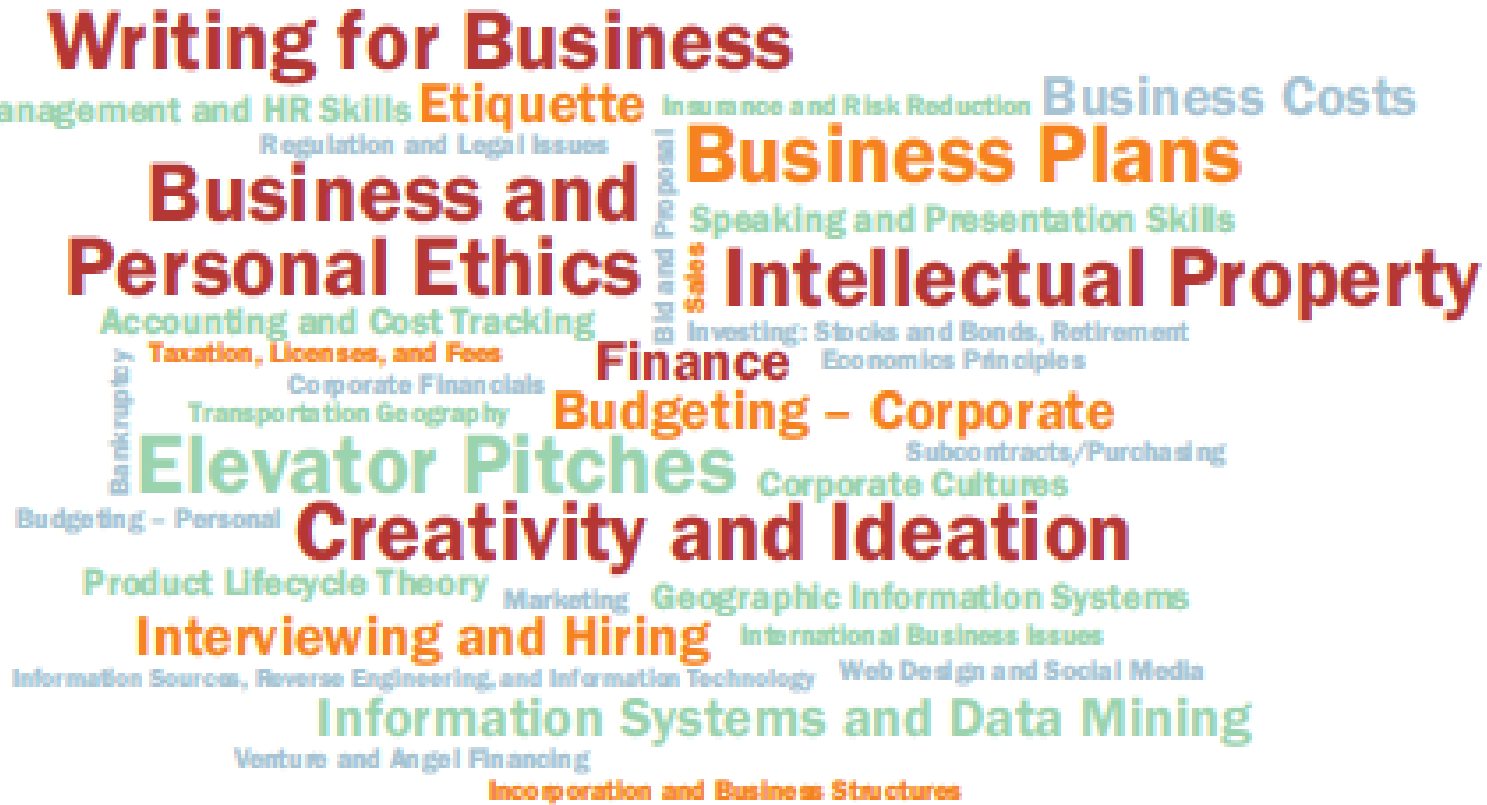 Writing for Business
anagement and HR Skills Etiquette Insurance and Risk Reduction Business Costs
Regulation and Legal Issues
Bid and Proposal
Business Plans
Business and
Personal Ethics
Speaking and Presentation Skills
Sales
Intellectual Property
Accounting and Cost Tracking
Investing: Stocks and Bonds, Retirement
Taxation, Licenses, and Fees
Finance
Economics Principles
Bankruptcy
Corporate Financials
Transportation Geography
Budgeting – Corporate
Elevator Pitches
Subcontracts/Purchasing
Corporate Cultures
Budgeting – Personal
Creativity and Ideation
Product Lifecycle Theory
Marketing
Geographic Information Systems
Interviewing and Hiring
International Business Issues
Information Sources, Reverse Engineering, and Information Technology
Web Design and Social Media
Information Systems and Data Mining
Venture and Angel Financing
Incorporation and Business Structures